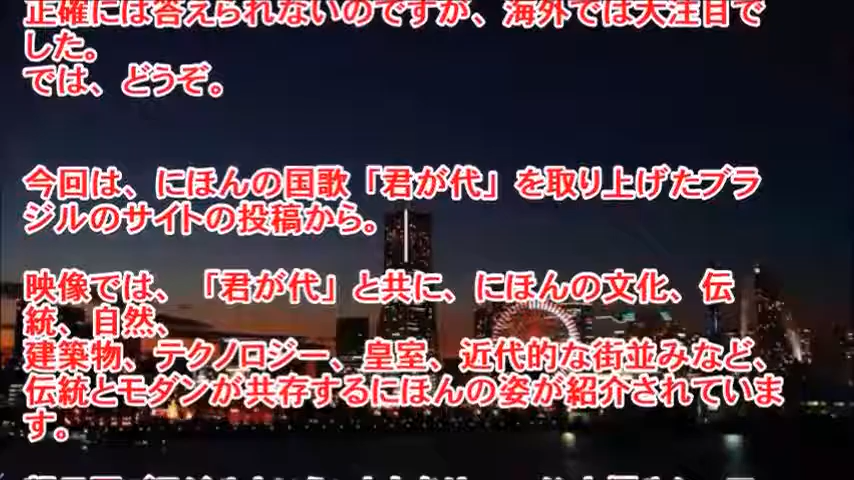 正確には答えられないのですが、海外では大注目で
した。
では、どうぞ。
今回は、にほんの国歌「君が代」を取り上げたブラ
ジルのサイトの投稿から。
映像では、「君が代」と共に、にほんの文化、伝
統、自然、
建築物、テクノロジー、皇室、近代的な街並みなど、
伝統とモダンが共存するにほんの姿が紹介されていま
す。